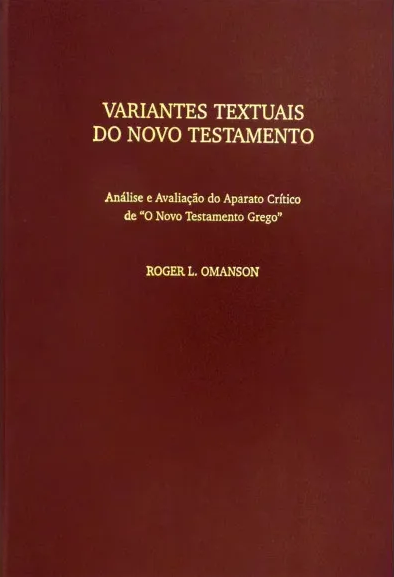 VARIANTES TEXTUAIS
DO NOVO TESTAMENTO
Análise e Avaliação do Aparato Crítico
de "O Novo Testamento Grego"
ROGER L. OMANSON